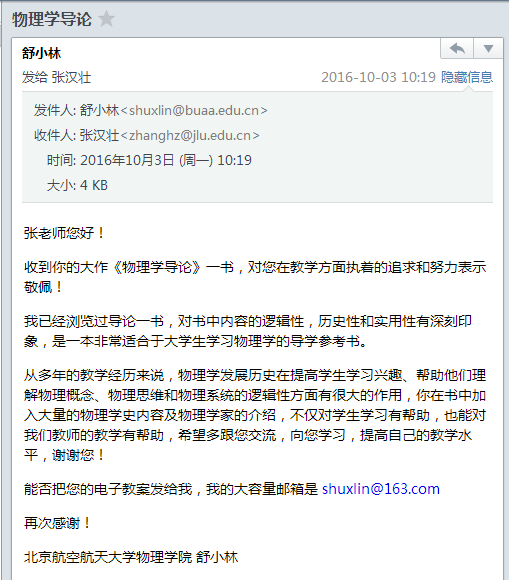 物理学导论
舒小林
发给 张汉壮 2016-10-03 10:19 隐藏信息
发件人: 舒小林<shuxlin@buaa.edu.cn>
收件人: 张汉壮<zhanghz@jlu.edu.cn>
时间: 2016年10月3日 (周一) 10:19
大小: 4 KB
张老师您好！
收到你的大作《物理学导论》一书，对您在教学方面执着的追求和努力表示
敬佩！
我已经浏览过导论一书，对书中内容的逻辑性，历史性和实用性有深刻印
象，是一本非常适合于大学生学习物理学的导学参考书。
从多年的教学经历来说，物理学发展历史在提高学生学习兴趣、帮助他们理
解物理概念、物理思维和物理系统的逻辑性方面有很大的作用，你在书中加
入大量的物理学史内容及物理学家的介绍，不仅对学生学习有帮助，也能对
我们教师的教学有帮助，希望多跟您交流，向您学习，提高自己的教学水
平，谢谢您！
能否把您的电子教案发给我，我的大容量邮箱是 shuxlin@163.com
再次感谢！
北京航空航天大学物理学院 舒小林